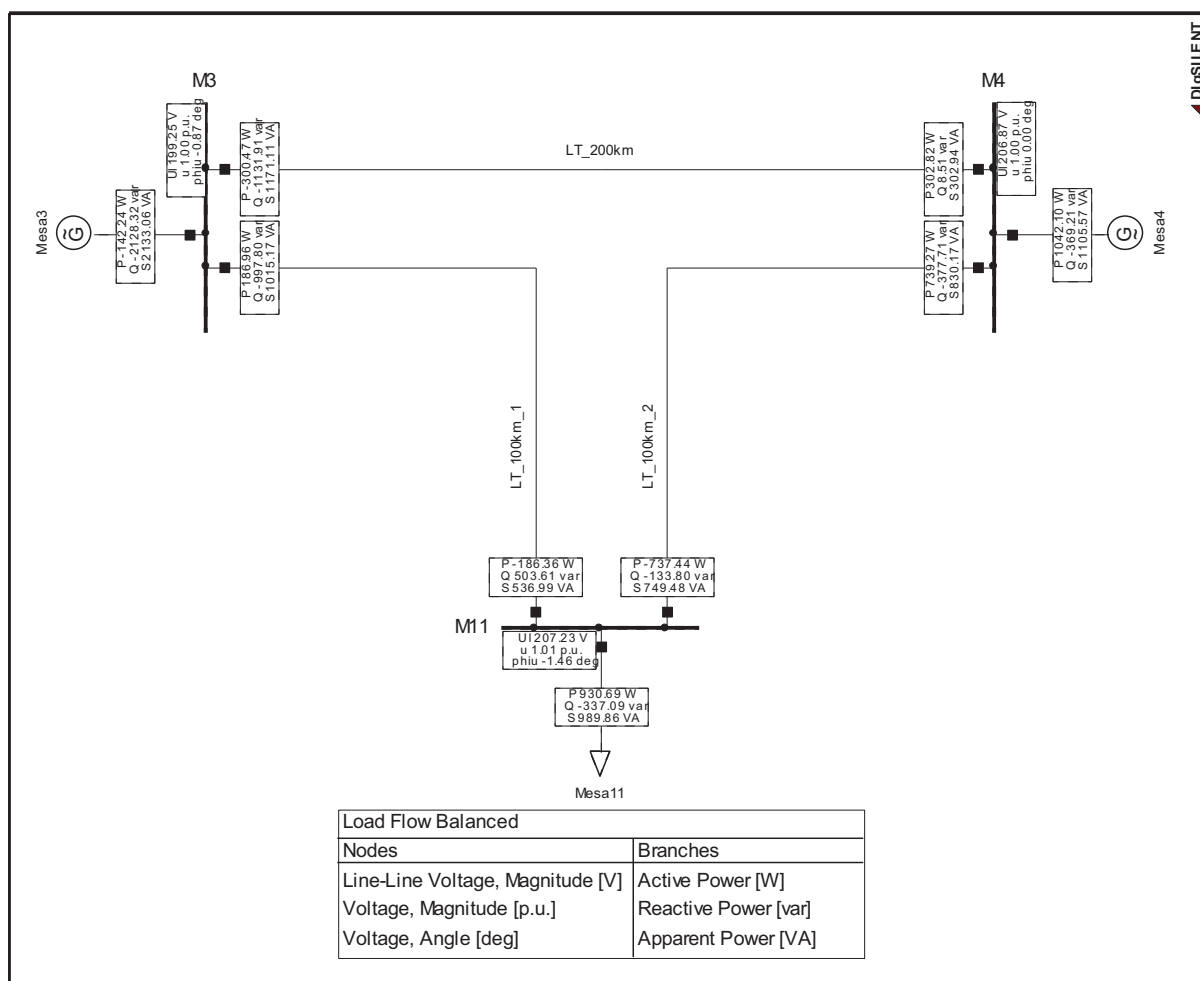 DIgSILENT
M3
M4
Ul 199.25 V
u 1.00 p.u.
phiu -0.87 deg
P -300.47 W
Q -1131.91 var
S 1171.11 VA
LT_200km
P 302.82 W
Q 8.51 var
S 302.94 VA
Ul 206.87 V
u 1.00 p.u.
phiu 0.00 deg
Mesa3
G
P -142.24 W
Q -2128.32 var
S 2133.06 VA
P 186.96 W
Q -997.80 var
S 1015.17 VA
P 739.27 W
Q -377.71 var
S 830.17 VA
P 1042.10 W
Q -369.21 var
S 1105.57 VA
G
Mesa4
LT_100km_1
LT_100km_2
P -186.36 W
Q 503.61 var
S 536.99 VA
P -737.44 W
Q -133.80 var
S 749.48 VA
M11
Ul 207.23 V
u 1.01 p.u.
phiu -1.46 deg
P 930.69 W
Q -337.09 var
S 989.86 VA
Mesa11
Load Flow Balanced
Nodes Branches
Line-Line Voltage, Magnitude [V] Active Power [W]
Voltage, Magnitude [p.u.] Reactive Power [var]
Voltage, Angle [deg] Apparent Power [VA]